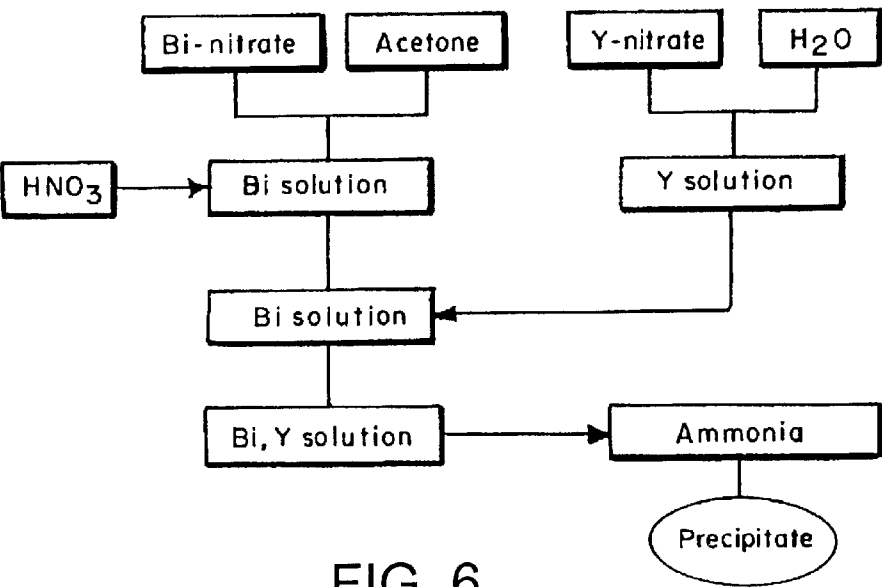 Bi-nitrate
Acetone
Y-nitrate
H2O
HNO3
Bi solution
Y solution
Bi solution
Bi, Y solution
Ammonia
Precipitate
FIG. 6